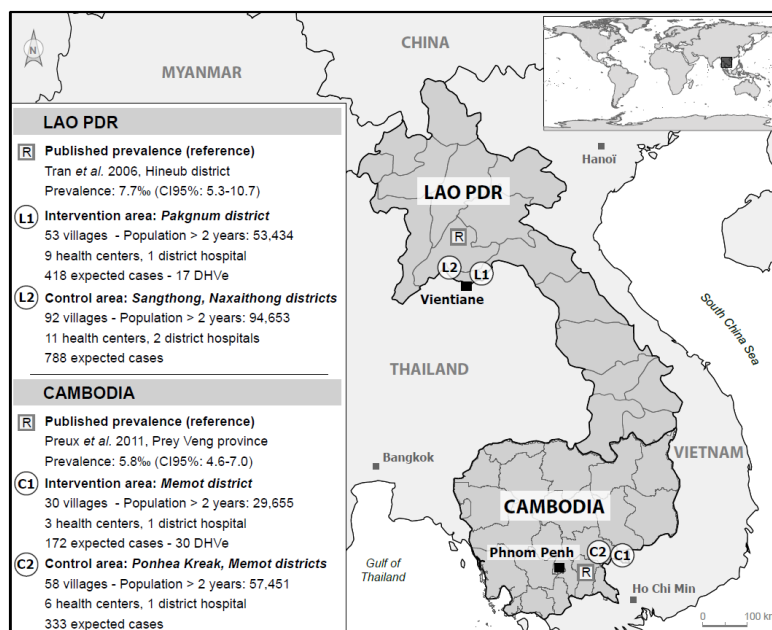 N
CHINA
MYANMAR
Hanoï
LAO PDR
R
L2
L1
Vientiane
THAILAND
South China Sea
Bangkok
VIETNAM
CAMBODIA
Phnom Penh
C2
C1
R
Gulf of
Thailand
Ho Chi Min
0 100 km
LAO PDR
R Published prevalence (reference)
Tran et al. 2006, Hineub district
Prevalence: 7.7‰ (CI95%: 5.3-10.7)
L1 Intervention area: Pakgnum district
53 villages - Population > 2 years: 53,434
9 health centers, 1 district hospital
418 expected cases - 17 DHVe
L2 Control area: Sangthong, Naxaithong districts
92 villages - Population > 2 years: 94,653
11 health centers, 2 district hospitals
788 expected cases
CAMBODIA
R Published prevalence (reference)
Preux et al. 2011, Prey Veng province
Prevalence: 5.8‰ (CI95%: 4.6-7.0)
C1 Intervention area: Memot district
30 villages - Population > 2 years: 29,655
3 health centers, 1 district hospital
172 expected cases - 30 DHVe
C2 Control area: Ponhea Kreak, Memot districts
58 villages - Population > 2 years: 57,451
6 health centers, 1 district hospital
333 expected cases